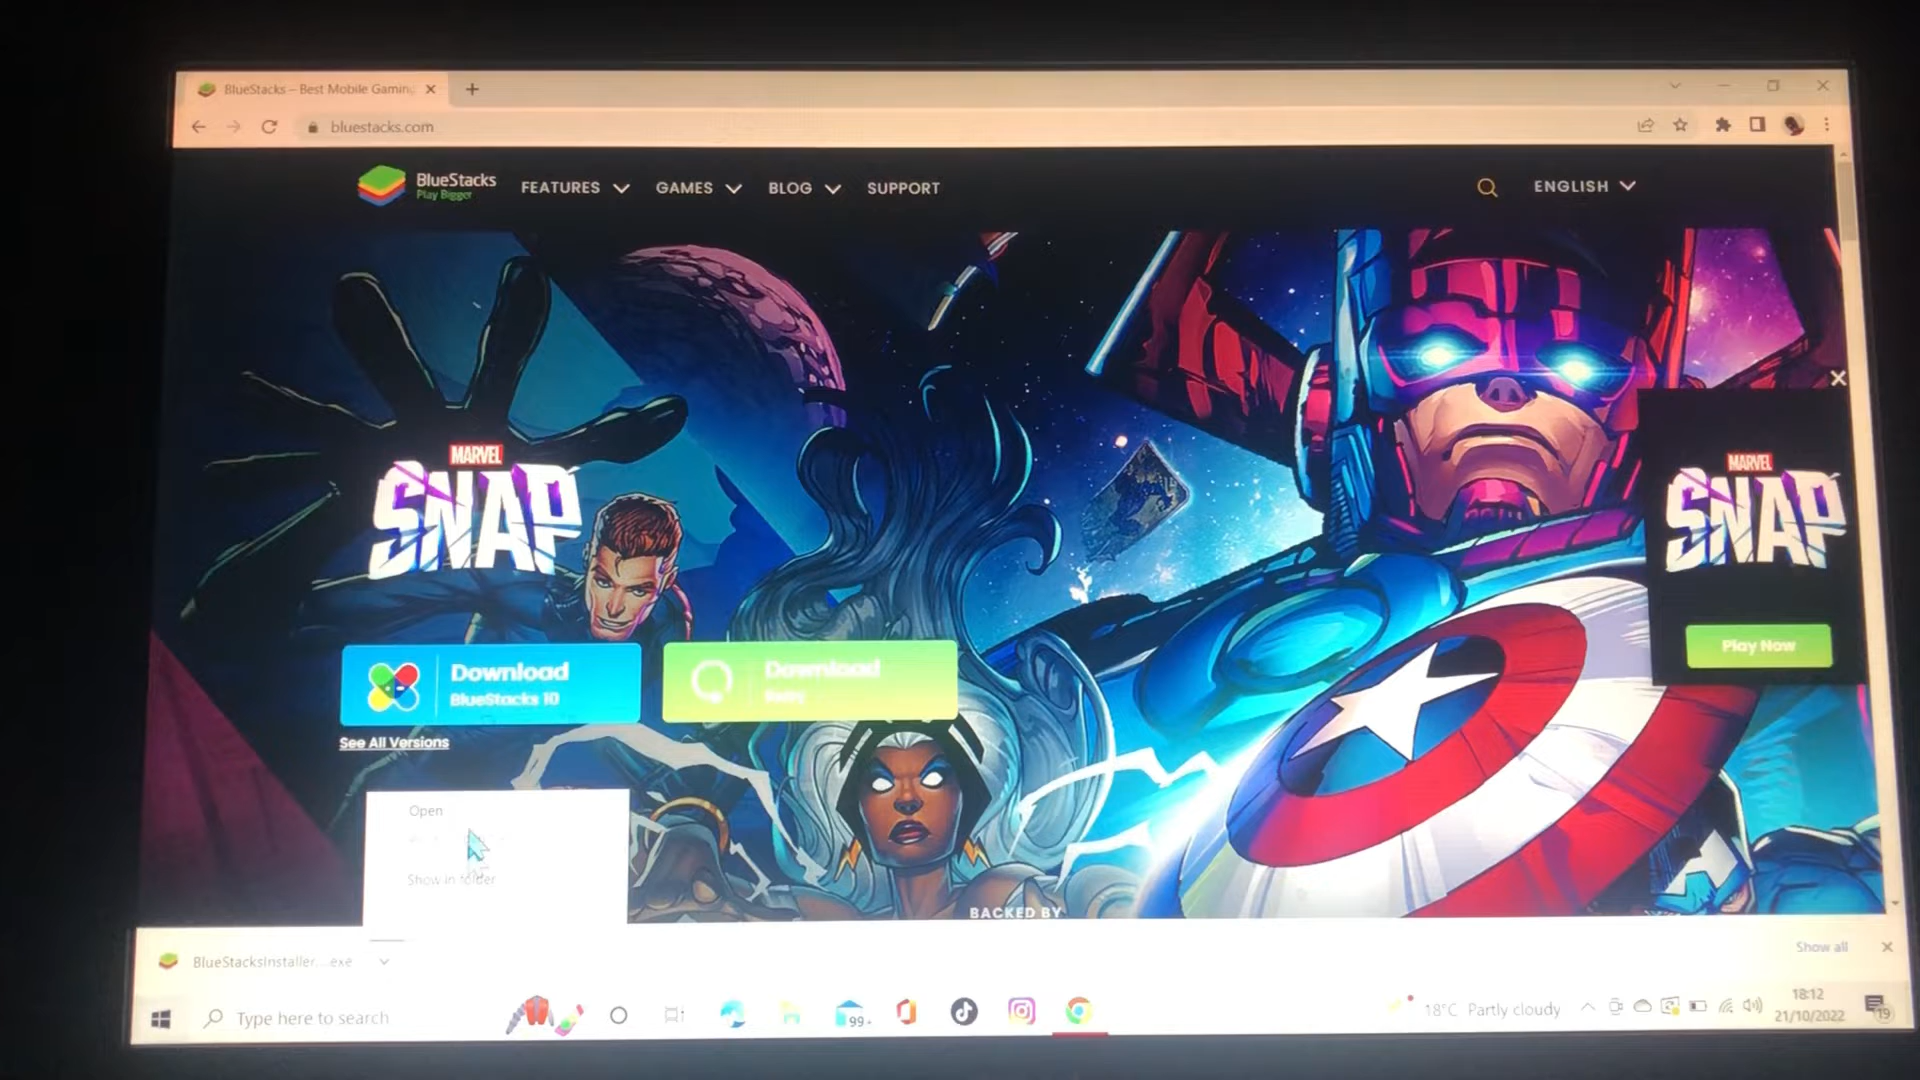 BlueStacks – Best Mobile Gaming
bluestacks.com
BlueStacks
Play Bigger
FEATURES
GAMES
BLOG
SUPPORT
ENGLISH
MARVEL
SNAP
MARVEL
SNAP
Play Now
Download
BlueStacks 10
Download
See All Versions
Open
Show in folder
BACKED BY
BlueStacksInstaller....exe
Show all
Type here to search
99+
18°C Partly cloudy
18:12
21/10/2022
19